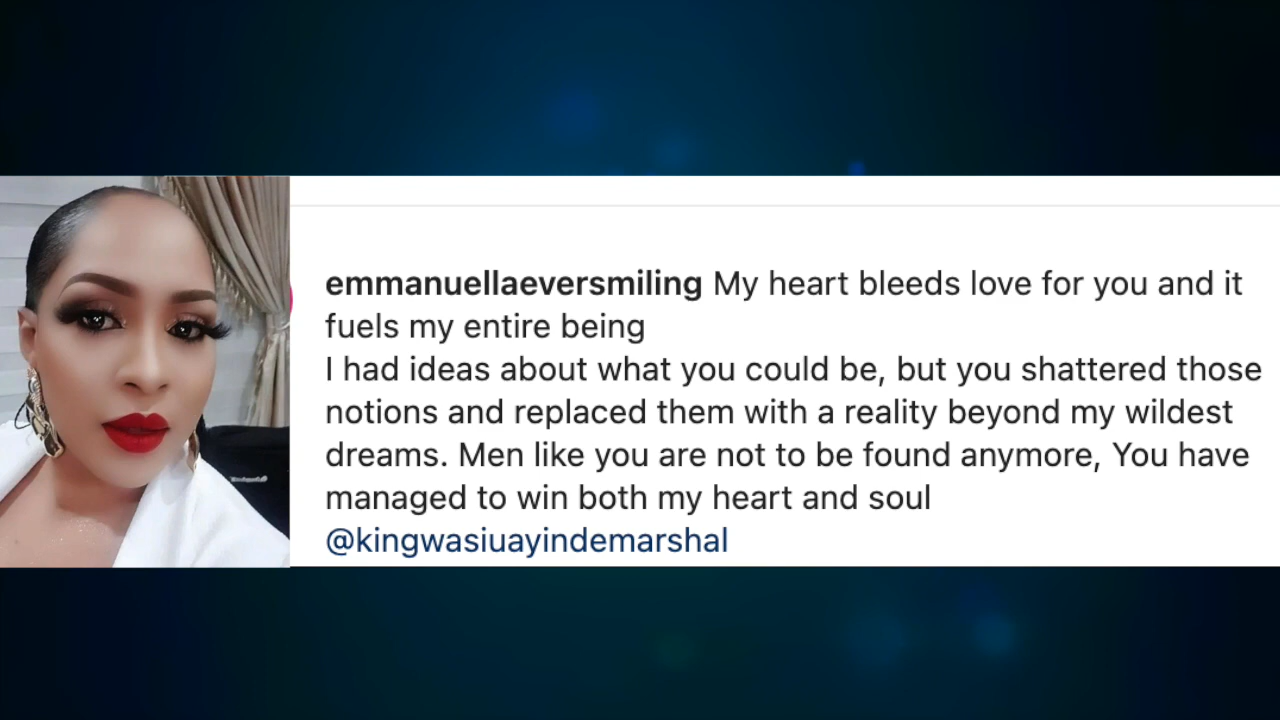 emmanuellaeversmiling My heart bleeds love for you and it
fuels my entire being
I had ideas about what you could be, but you shattered those
notions and replaced them with a reality beyond my wildest
dreams. Men like you are not to be found anymore, You have
managed to win both my heart and soul
@kingwasiuayindemarshal